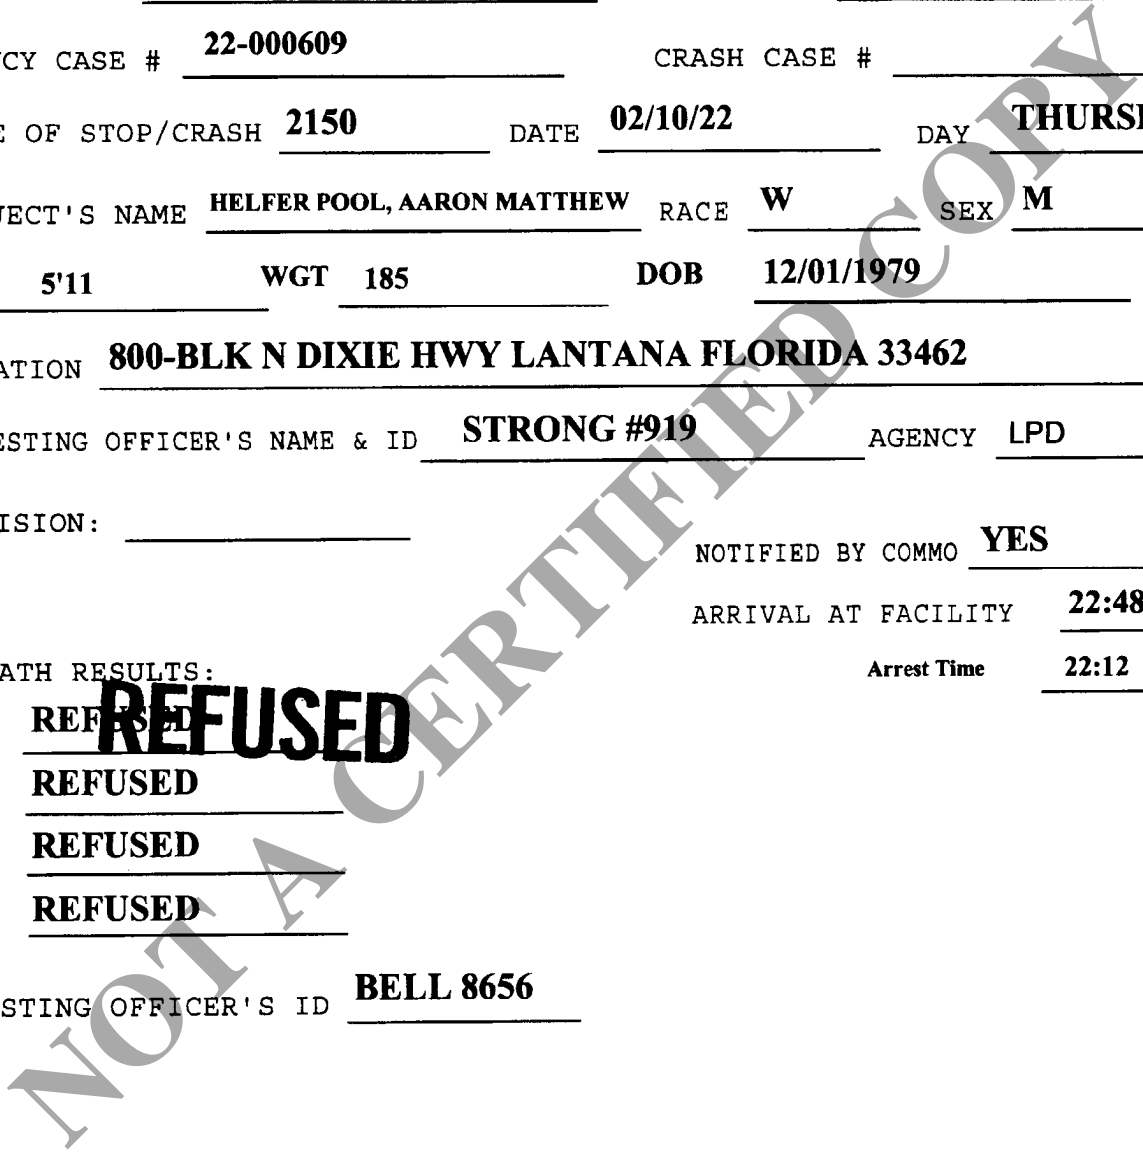 CY CASE # 22-000609 CRASH CASE #
E OF STOP/CRASH 2150 DATE 02/10/22 DAY THURS
JECT'S NAME HELFER POOL, AARON MATTHEW RACE W SEX M
5'11 WGT 185 DOB 12/01/1979
ATION 800-BLK N DIXIE HWY LANTANA FLORIDA 33462
ESTING OFFICER'S NAME & ID STRONG #919 AGENCY LPD
ISION:
NOTIFIED BY COMMO YES
ARRIVAL AT FACILITY 22:48
ATH RESULTS:
Arrest Time 22:12
REFUSED
REFUSED
REFUSED
REFUSED
REFUSED
STING OFFICER'S ID BELL 8656
NOT A CERTIFIED COPY